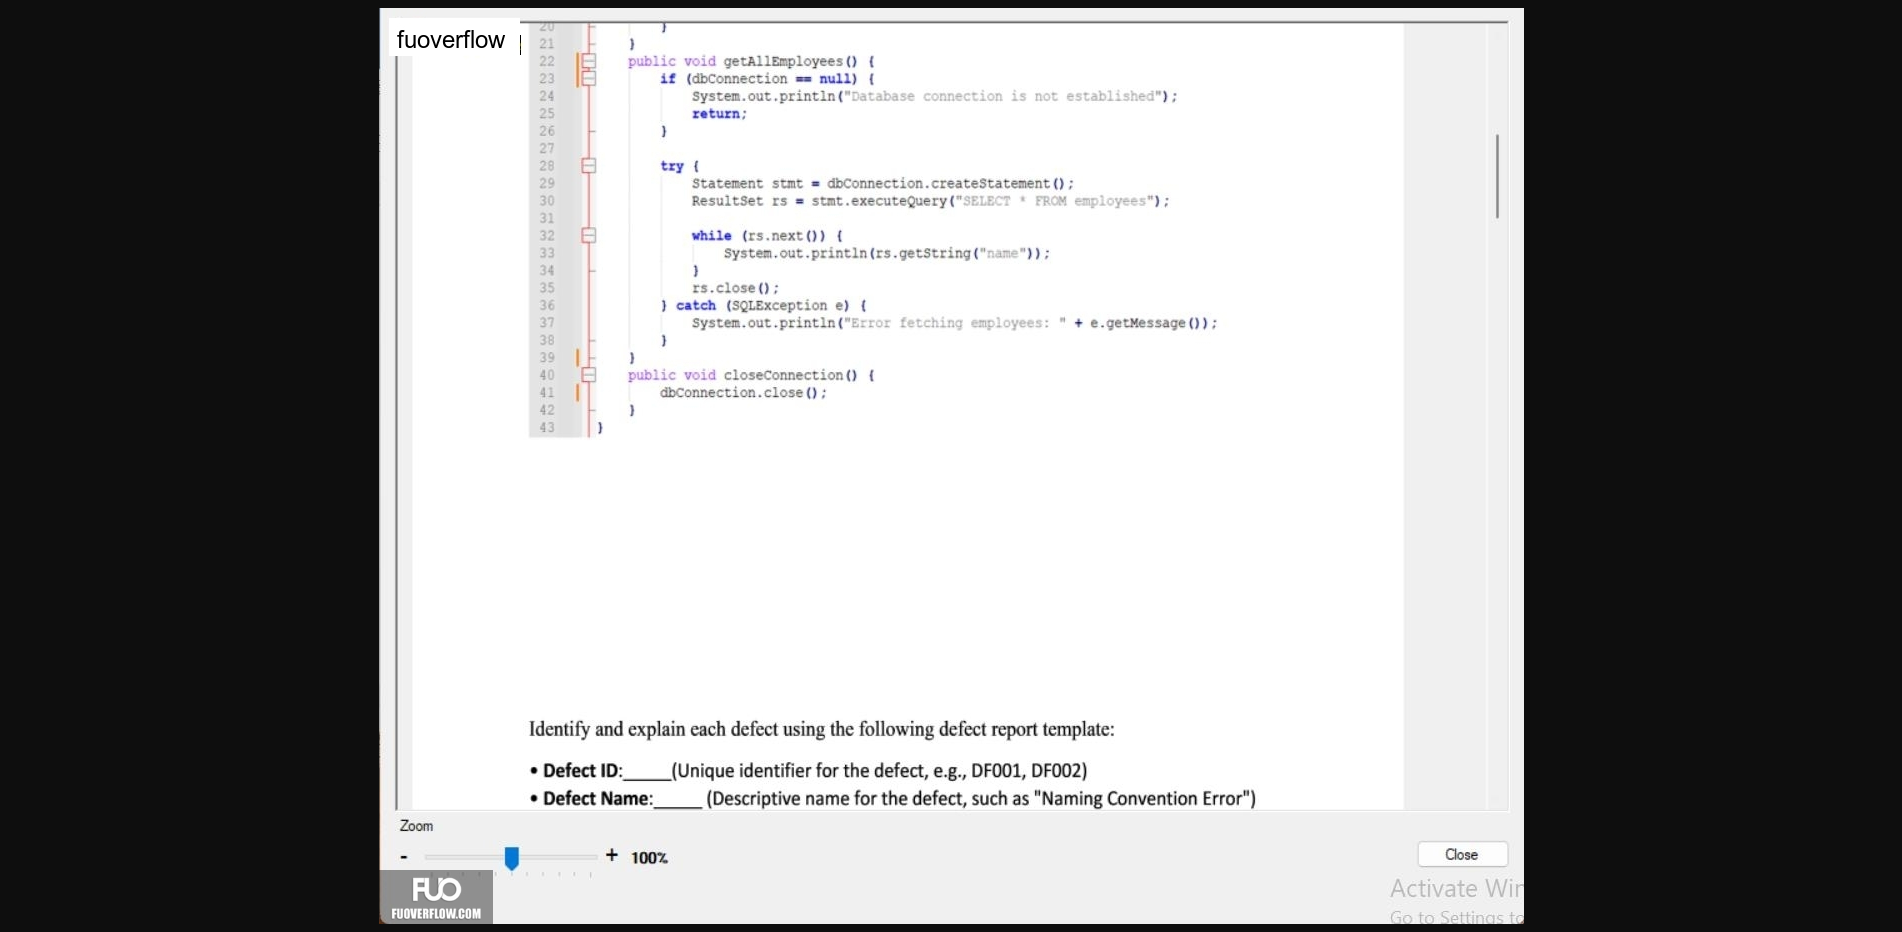 fuoverflow
20 }
21 }
22 public void getAllEmployees() {
23 if (dbConnection == null) {
24 System.out.println("Database connection is not established");
25 return;
26 }
27
28 try {
29 Statement stmt = dbConnection.createStatement();
30 ResultSet rs = stmt.executeQuery("SELECT * FROM employees");
31
32 while (rs.next()) {
33 System.out.println(rs.getString("name"));
34 }
35 rs.close();
36 } catch (SQLException e) {
37 System.out.println("Error fetching employees: " + e.getMessage());
38 }
39 }
40 public void closeConnection() {
41 dbConnection.close();
42 }
43 }
Identify and explain each defect using the following defect report template:
• Defect ID:_____(Unique identifier for the defect, e.g., DF001, DF002)
• Defect Name:_____ (Descriptive name for the defect, such as "Naming Convention Error")
Zoom
- + 100%
Close
FUO
FUOVERFLOW.COM
Activate Win
Go to Settings to